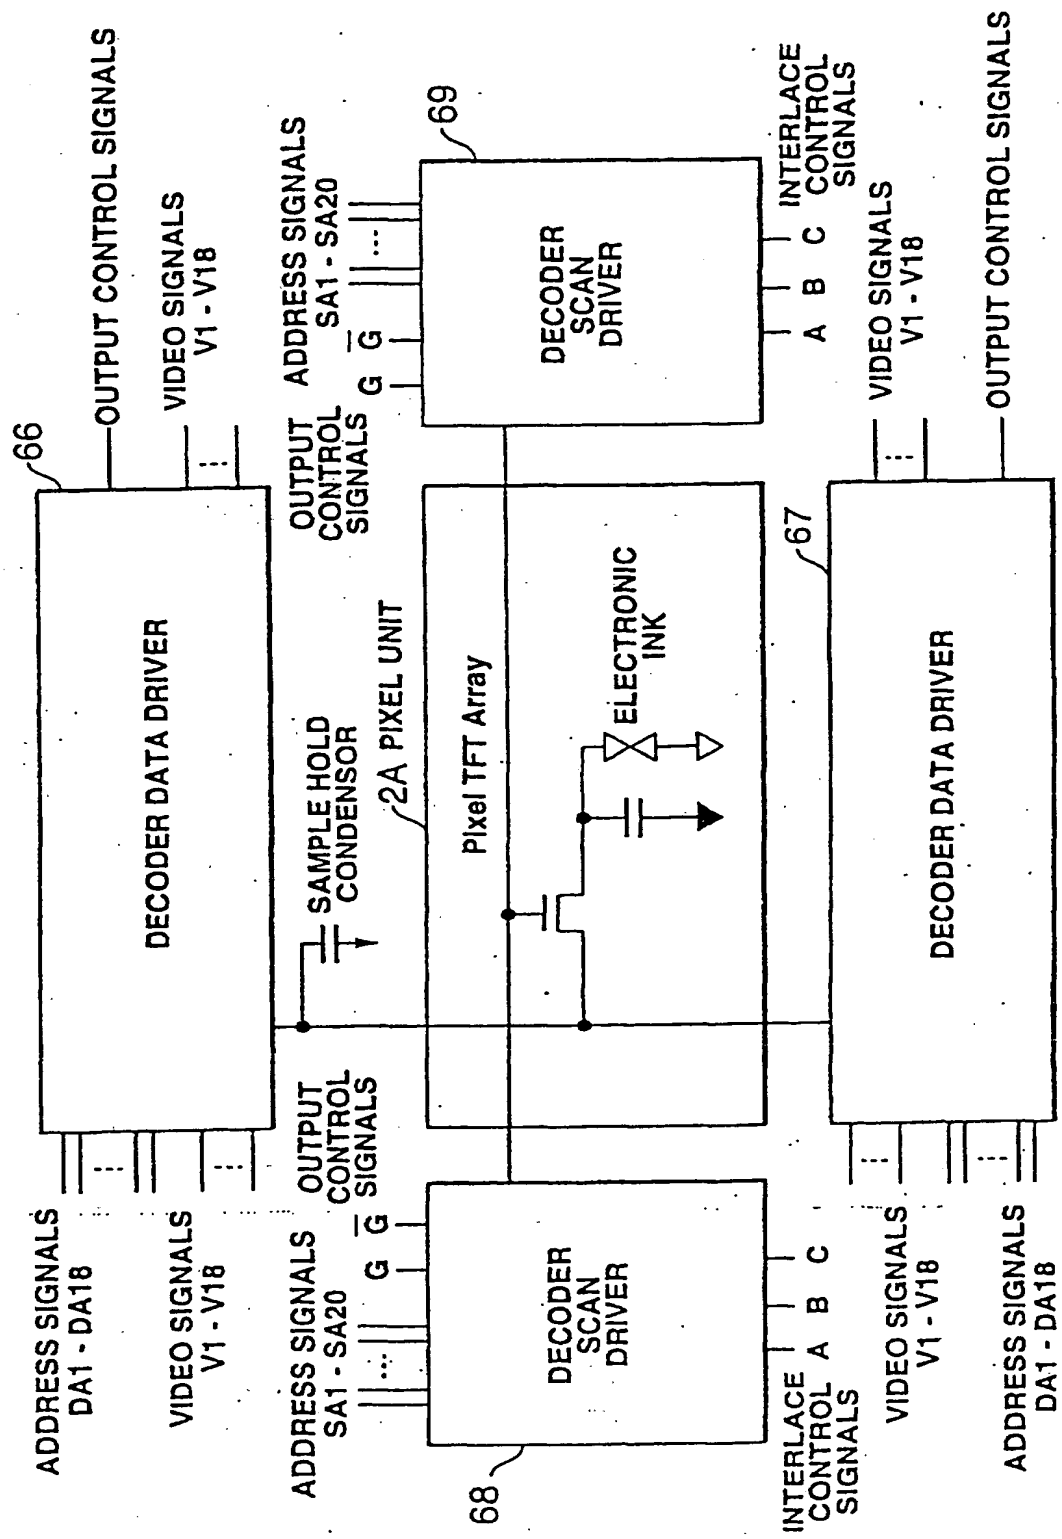 ADDRESS SIGNALS
DA1 - DA18
VIDEO SIGNALS
V1 - V18
66
DECODER DATA DRIVER
OUTPUT CONTROL SIGNALS
VIDEO SIGNALS
V1 - V18
ADDRESS SIGNALS
SA1 - SA20
G
G̅
OUTPUT
CONTROL
SIGNALS
SAMPLE HOLD
CONDENSOR
2A PIXEL UNIT
OUTPUT
CONTROL
SIGNALS
G
G̅
ADDRESS SIGNALS
SA1 - SA20
69
68
DECODER
SCAN
DRIVER
Pixel TFT Array
ELECTRONIC
INK
DECODER
SCAN
DRIVER
INTERLACE
CONTROL
SIGNALS
A
B
C
A
B
C
INTERLACE
CONTROL
SIGNALS
67
VIDEO SIGNALS
V1 - V18
ADDRESS SIGNALS
DA1 - DA18
DECODER DATA DRIVER
VIDEO SIGNALS
V1 - V18
OUTPUT CONTROL SIGNALS